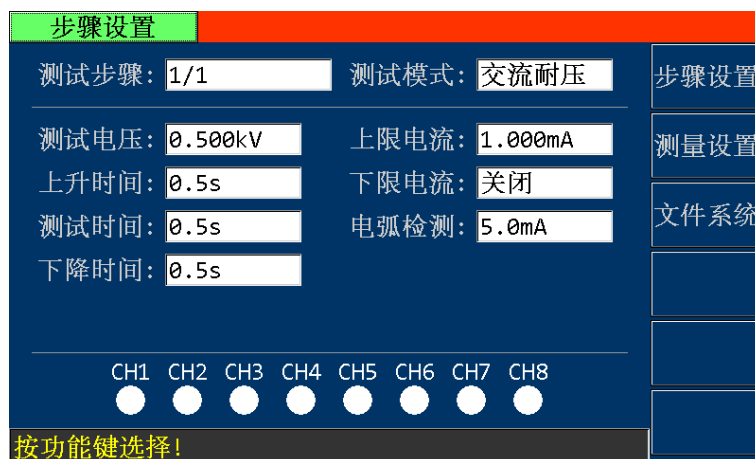 步骤设置
测试步骤: 1/1 测试模式: 交流耐压
测试电压: 0.500kV 上限电流: 1.000mA
上升时间: 0.5s 下限电流: 关闭
测试时间: 0.5s 电弧检测: 5.0mA
下降时间: 0.5s
CH1 CH2 CH3 CH4 CH5 CH6 CH7 CH8
按功能键选择!
步骤设置
测量设置
文件系统